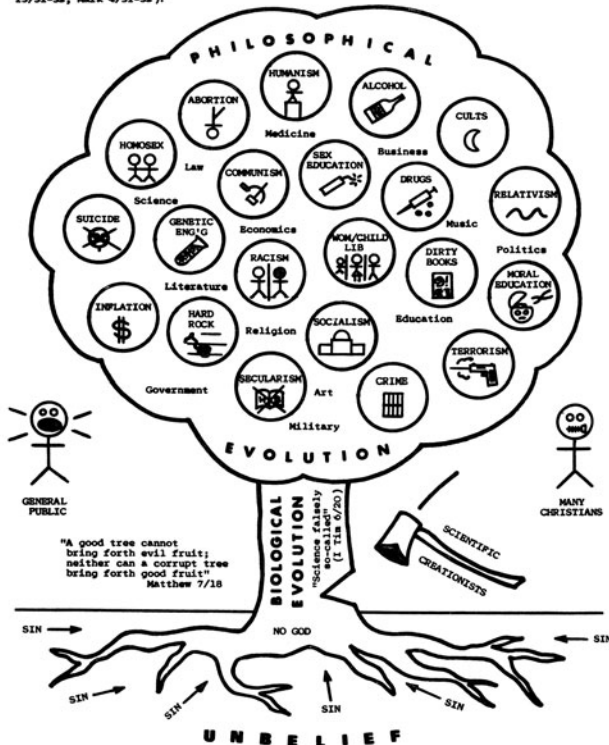 PHILOSOPHICAL
HUMANISM
ALCOHOL
ABORTION
CULTS
Medicine
Business
HOMOSEX
Law
SEX
EDUCATION
COMMUNISM
DRUGS
RELATIVISM
Science
SUICIDE
GENETIC
ENG'G
Economics
Music
WOM/CHILD
LIB
Politics
RACISM
DIRTY
BOOKS
MORAL
EDUCATION
Literature
INFLATION
$
HARD
ROCK
Religion
SOCIALISM
Education
TERRORISM
Government
SECULARISM
Art
CRIME
Military
EVOLUTION
GENERAL
PUBLIC
MANY
CHRISTIANS
"A good tree cannot
bring forth evil fruit;
neither can a corrupt tree
bring forth good fruit"
Matthew 7/18
BIOLOGICAL
EVOLUTION
"Science falsely
so-called"
(I Tim 6/20)
SCIENTIFIC
CREATIONISTS
NO GOD
SIN
SIN
SIN
SIN
SIN
SIN
UNBELIEF